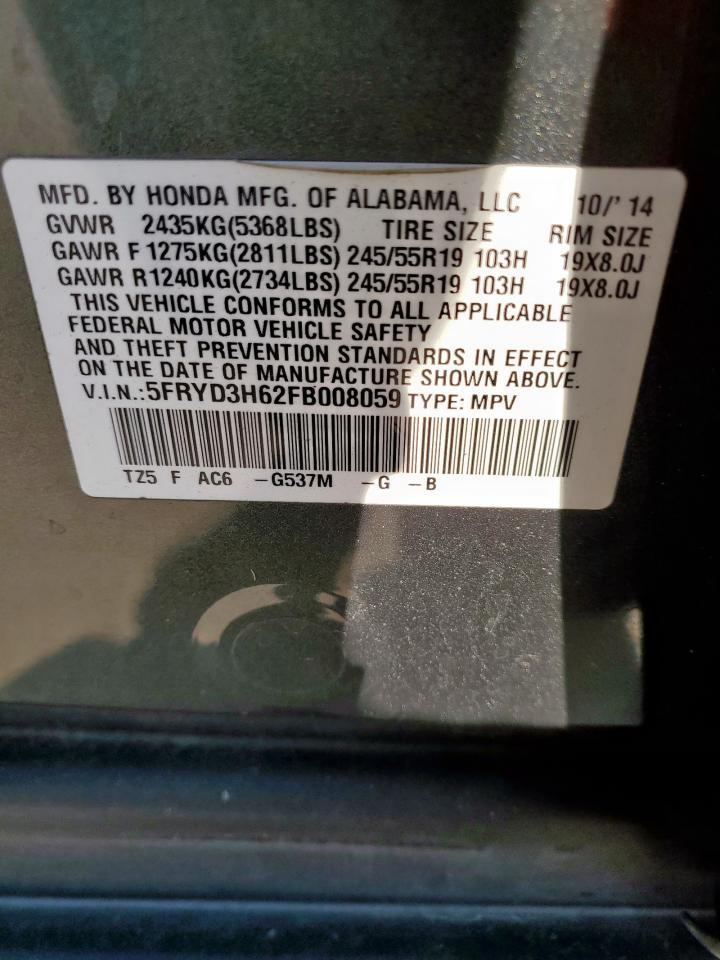 MFD. BY HONDA MFG. OF ALABAMA, LLC 10/'14
GVWR 2435KG(5368LBS) TIRE SIZE RIM SIZE
GAWR F 1275KG(2811LBS) 245/55R19 103H 19X8.0J
GAWR R1240KG(2734LBS) 245/55R19 103H 19X8.0J
THIS VEHICLE CONFORMS TO ALL APPLICABLE
FEDERAL MOTOR VEHICLE SAFETY
AND THEFT PREVENTION STANDARDS IN EFFECT
ON THE DATE OF MANUFACTURE SHOWN ABOVE.
V.I.N.:5FRYD3H62FB008059 TYPE: MPV
TZ5 F AC6 -G537M -G -B